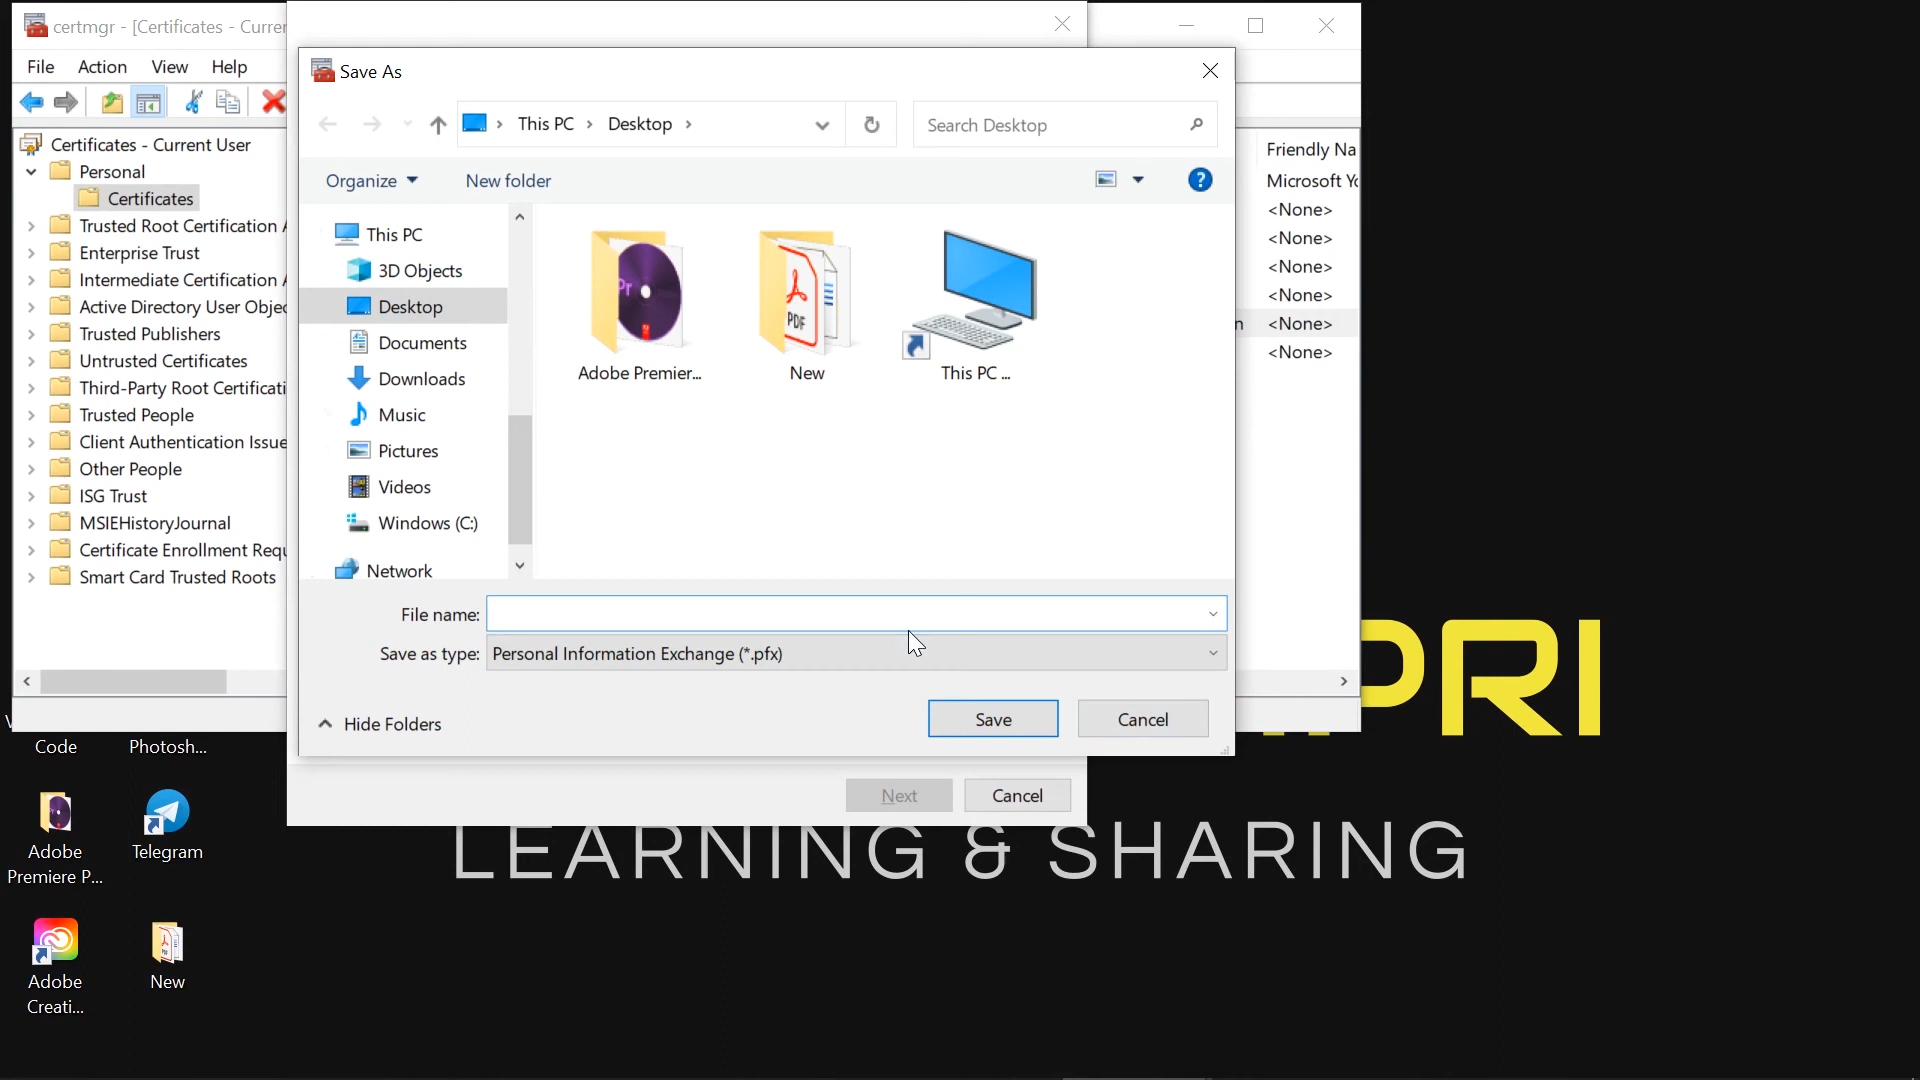 certmgr - [Certificates - Curre
File
Action
View
Help
Certificates - Current User
Personal
Certificates
Trusted Root Certification
Enterprise Trust
Intermediate Certification
Active Directory User Objec
Trusted Publishers
Untrusted Certificates
Third-Party Root Certificati
Trusted People
Client Authentication Issue
Other People
ISG Trust
MSIEHistoryJournal
Certificate Enrollment Requ
Smart Card Trusted Roots
Save As
This PC
Desktop
Search Desktop
Organize
New folder
This PC
3D Objects
Desktop
Documents
Downloads
Music
Pictures
Videos
Windows (C:)
Network
Adobe Premier...
New
This PC ...
Pr
PDF
File name:
Save as type: Personal Information Exchange (*.pfx)
Hide Folders
Save
Cancel
Next
Cancel
Friendly Na
Microsoft Yo
<None>
<None>
<None>
<None>
n <None>
<None>
PRI
LEARNING & SHARING
Code
Photosh...
Adobe
Premiere P...
Telegram
Adobe
Creati...
New